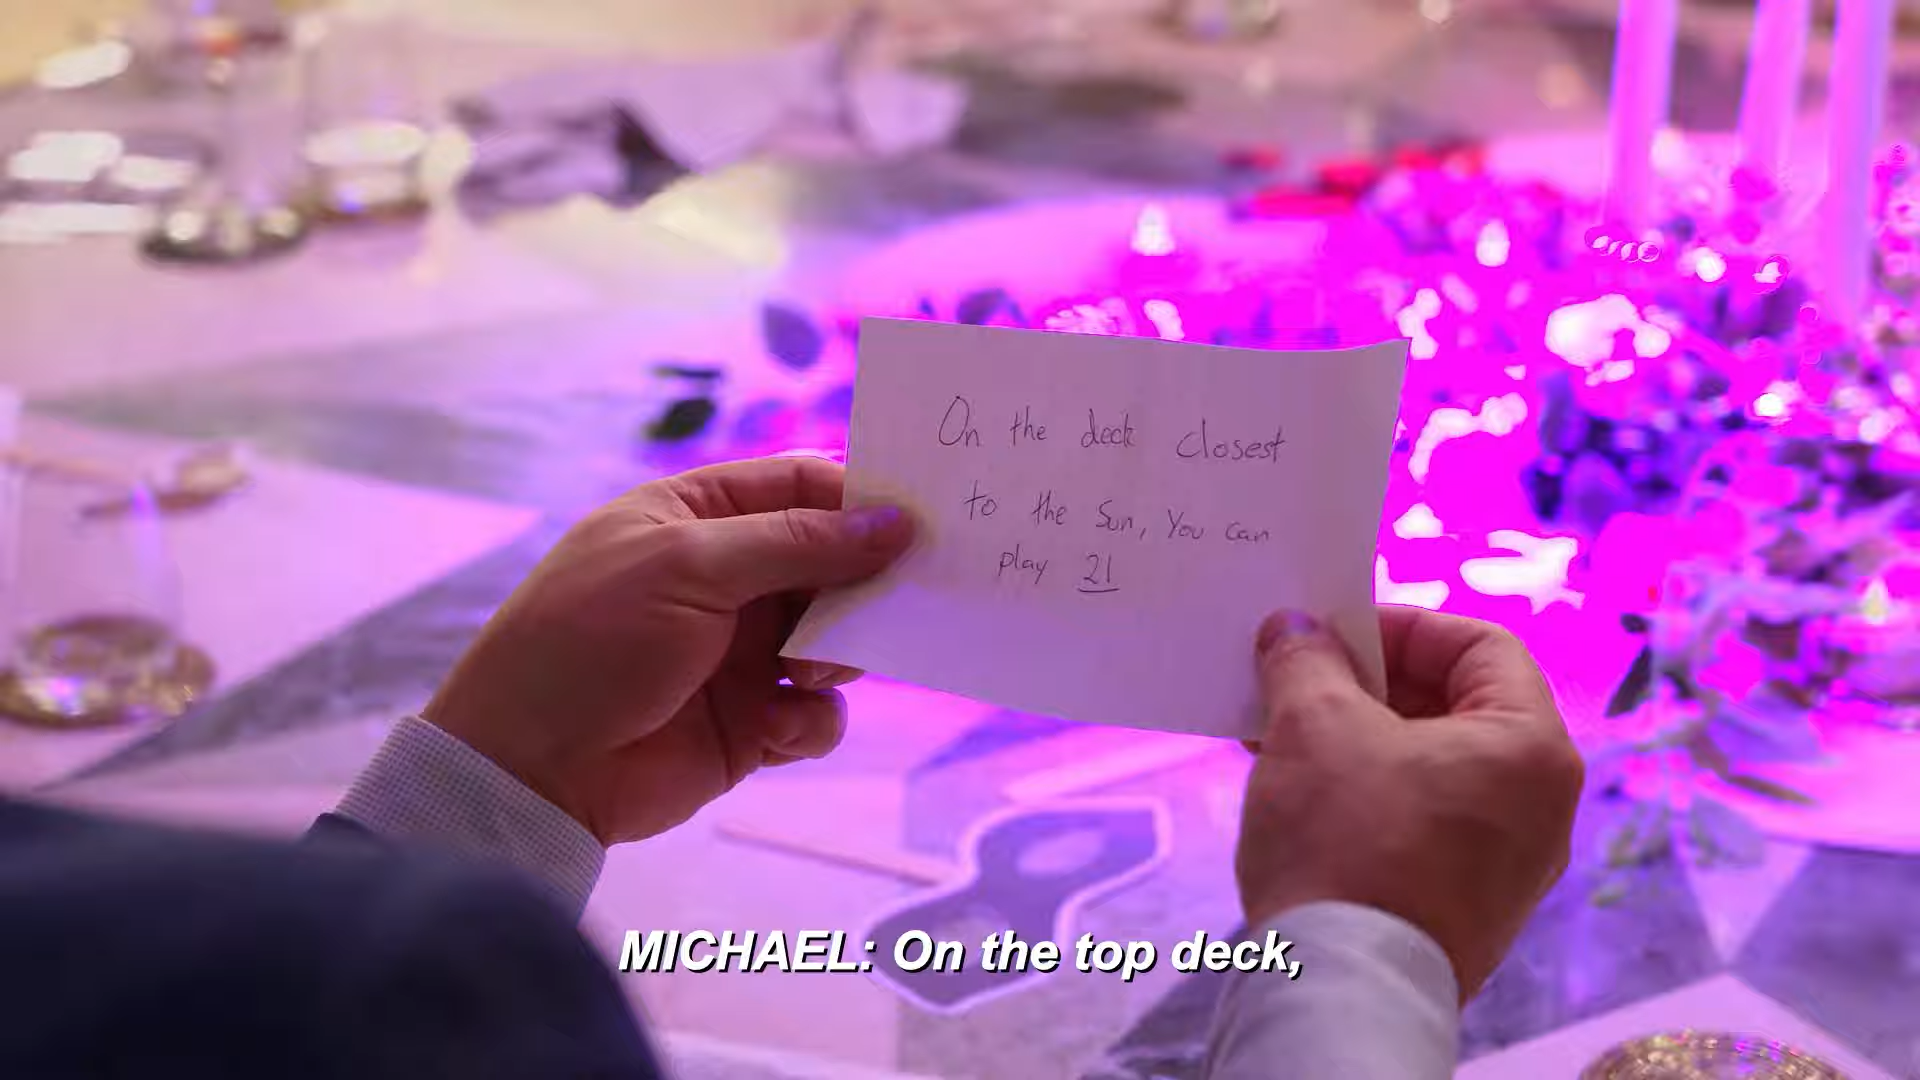 On the deck closest
to the Sun, You can
play 21
MICHAEL: On the top deck,